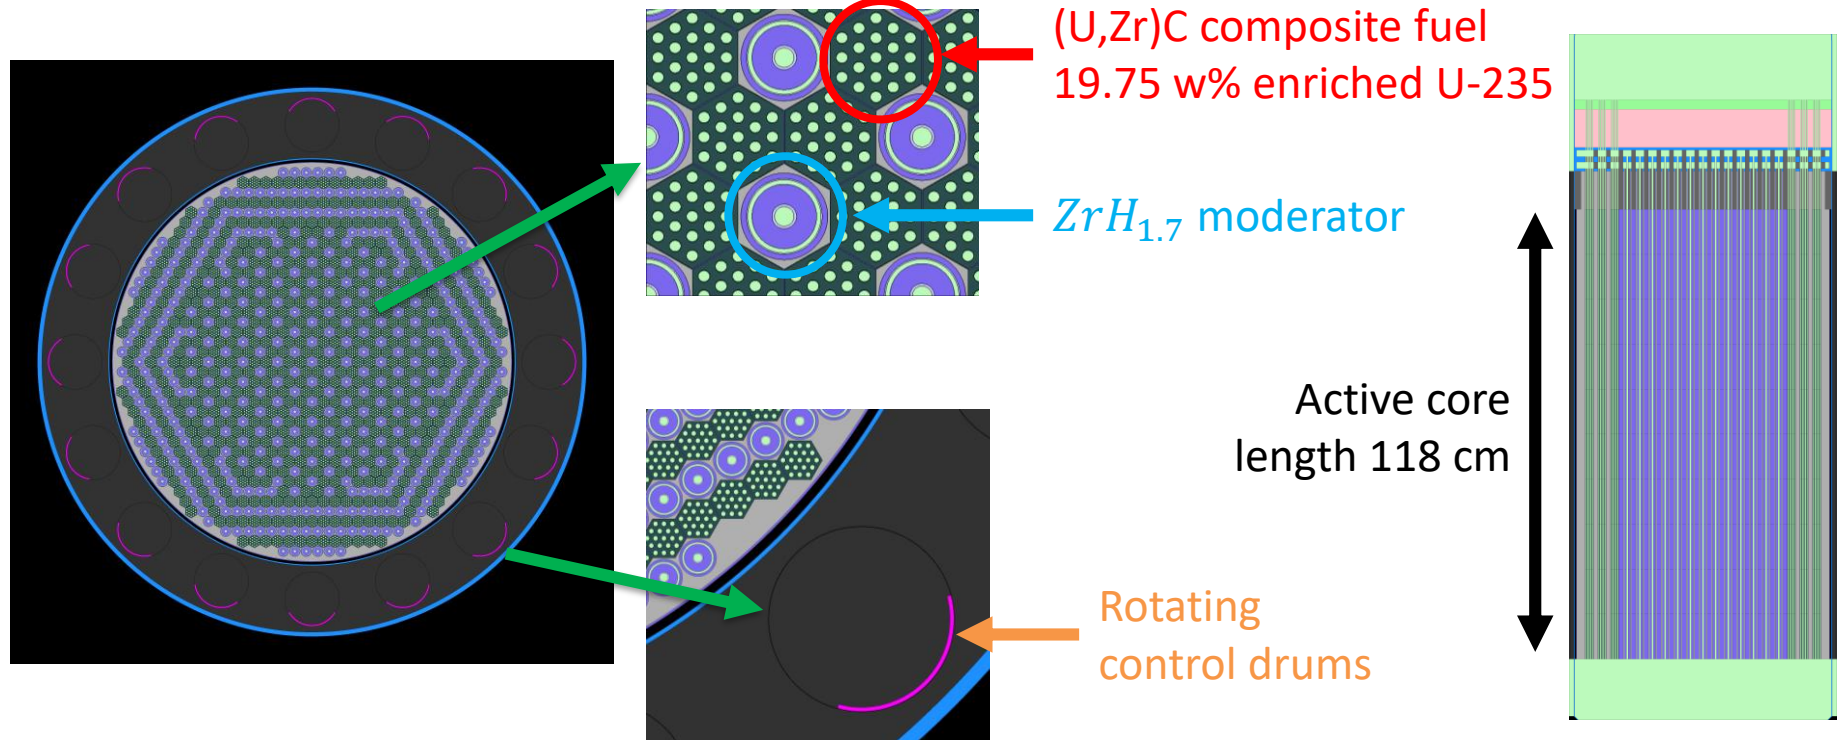 (U,Zr)C composite fuel
19.75 w% enriched U-235
ZrH₁.₇ moderator
Active core
length 118 cm
Rotating
control drums